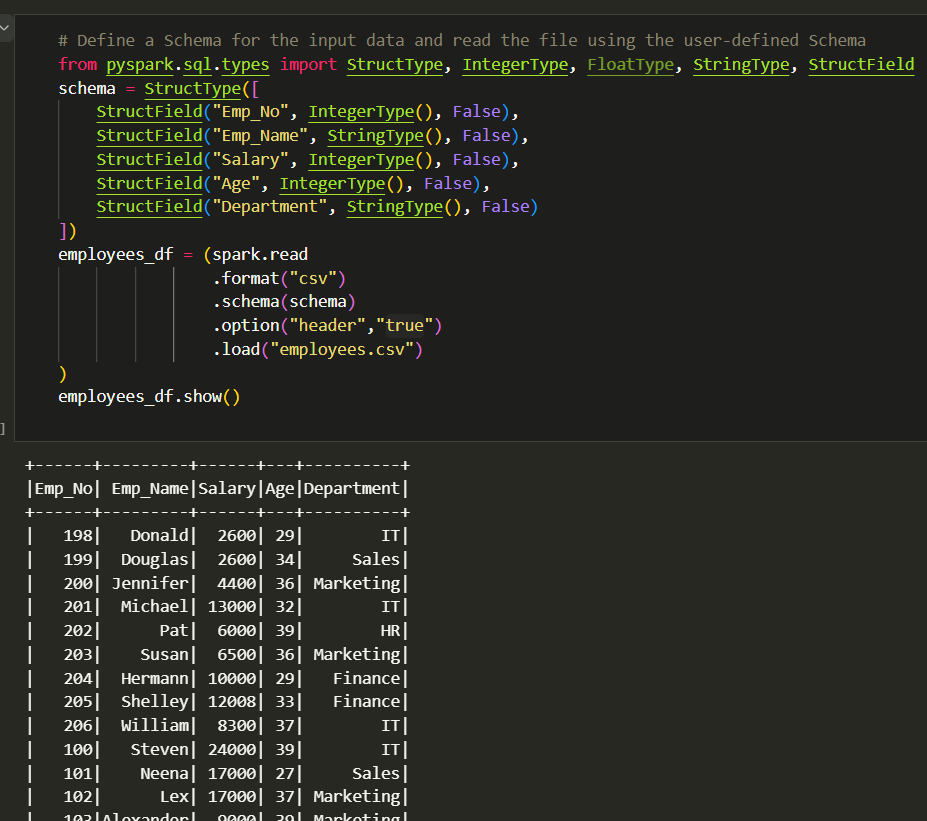 # Define a Schema for the input data and read the file using the user-defined Schema
from pyspark.sql.types import StructType, IntegerType, FloatType, StringType, StructField
schema = StructType([
    StructField("Emp_No", IntegerType(), False),
    StructField("Emp_Name", StringType(), False),
    StructField("Salary", IntegerType(), False),
    StructField("Age", IntegerType(), False),
    StructField("Department", StringType(), False)
])
employees_df = (spark.read
                .format("csv")
                .schema(schema)
                .option("header","true")
                .load("employees.csv")
)
employees_df.show()
]
+------+---------+------+---+----------+
|Emp_No| Emp_Name|Salary|Age|Department|
+------+---------+------+---+----------+
|   198|   Donald|  2600| 29|        IT|
|   199|  Douglas|  2600| 34|     Sales|
|   200| Jennifer|  4400| 36| Marketing|
|   201|  Michael| 13000| 32|        IT|
|   202|      Pat|  6000| 39|        HR|
|   203|    Susan|  6500| 36| Marketing|
|   204|  Hermann| 10000| 29|   Finance|
|   205|  Shelley| 12008| 33|   Finance|
|   206|  William|  8300| 37|        IT|
|   100|   Steven| 24000| 39|        IT|
|   101|    Neena| 17000| 27|     Sales|
|   102|      Lex| 17000| 37| Marketing|
|   103|Alexander|  9000| 39| Marketing|